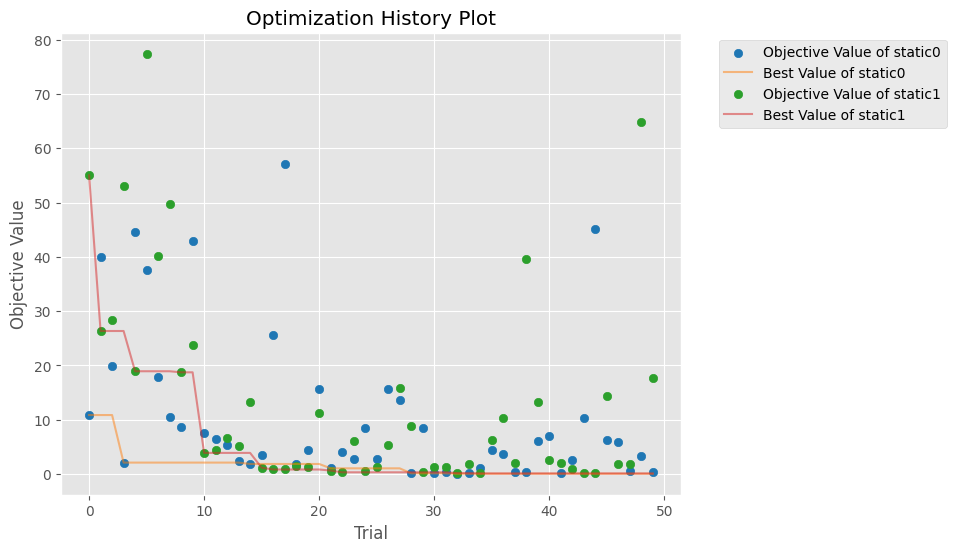 Optimization History Plot
Objective Value of static0
Best Value of static0
Objective Value of static1
Best Value of static1
Objective Value
80
70
60
50
40
30
20
10
0
0 10 20 30 40 50
Trial